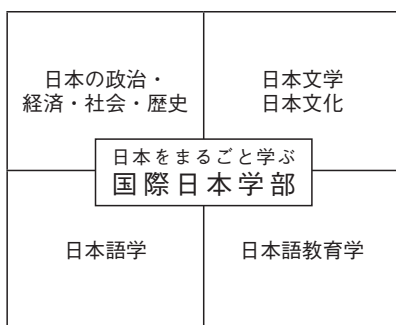 日本の政治・
経済・社会・歴史
日本文学
日本文化
日本をまるごと学ぶ
国際日本学部
日本語学
日本語教育学